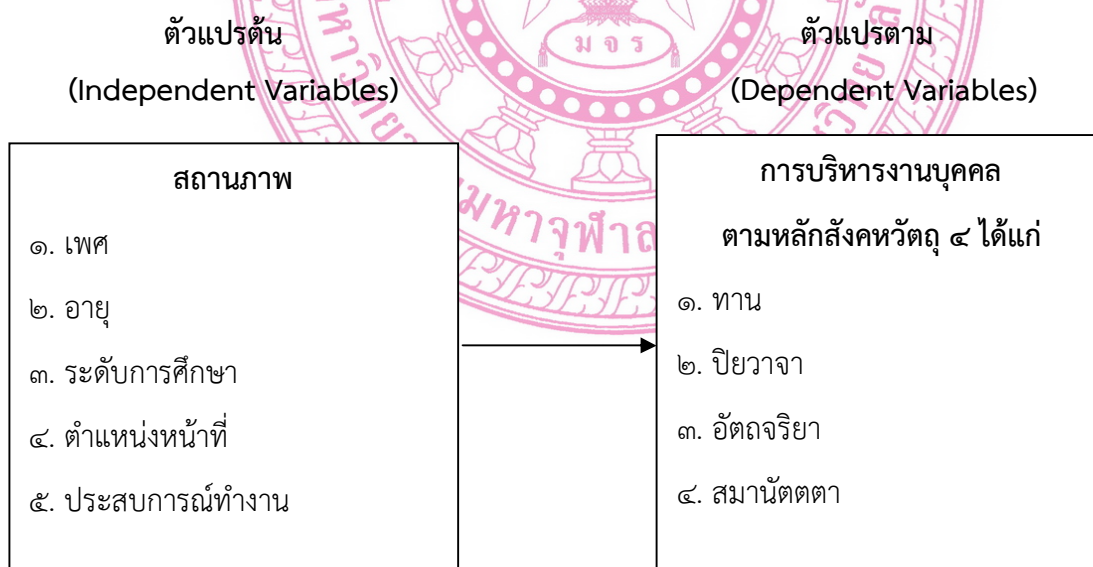 ตัวแปรต้น
(Independent Variables)
สถานภาพ
๑. เพศ
๒. อายุ
๓. ระดับการศึกษา
๔. ตำแหน่งหน้าที่
๕. ประสบการณ์ทำงาน
ตัวแปรตาม
(Dependent Variables)
การบริหารงานบุคคล
ตามหลักสังคหวัตถุ ๔ ได้แก่
๑. ทาน
๒. ปิยวาจา
๓. อัตถจริยา
๔. สมานัตตตา
ม จ ร